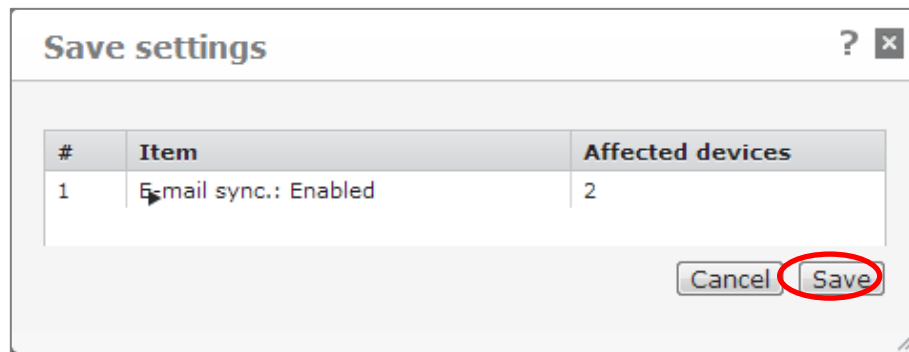 Save settings ? x
# Item Affected devices
1 E-mail sync.: Enabled 2
Cancel Save